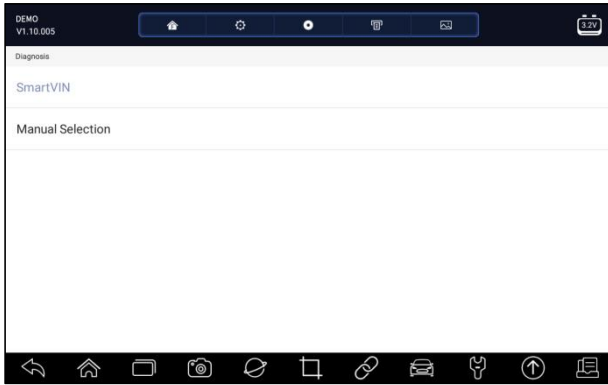 DEMO
V1.10.005
3.2V
Diagnosis
SmartVIN
Manual Selection